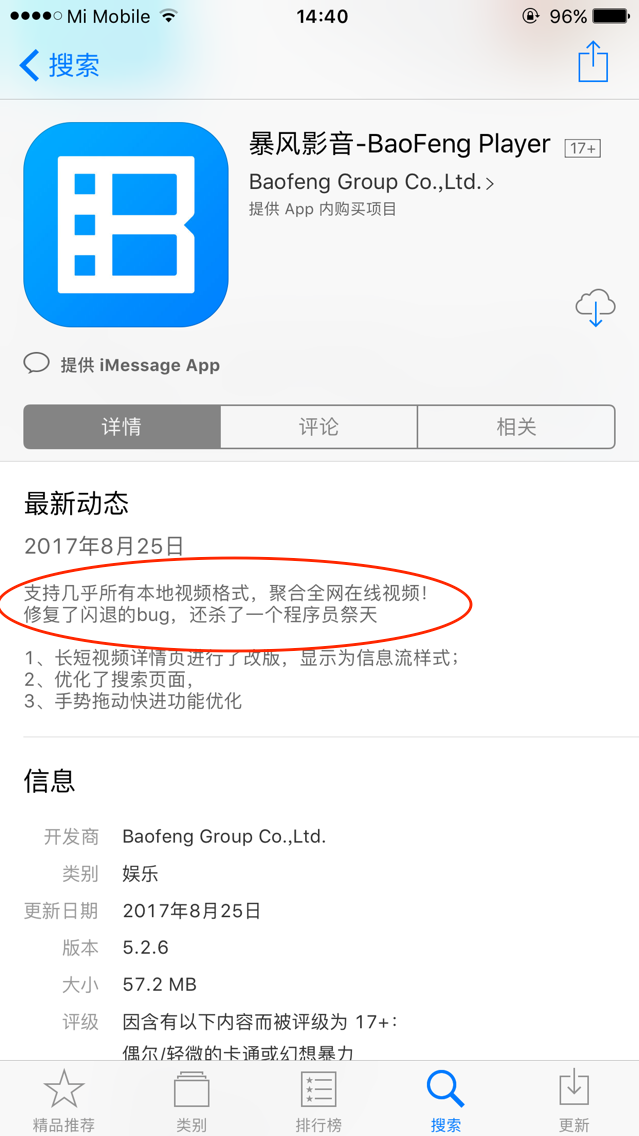 Mi Mobile 14:40 96%
搜索
暴风影音-BaoFeng Player 17+
Baofeng Group Co.,Ltd.
提供 App 内购买项目
提供 iMessage App
详情 评论 相关
最新动态
2017年8月25日
支持几乎所有本地视频格式，聚合全网在线视频！
修复了闪退的bug，还杀了一个程序员祭天
1、长短视频详情页进行了改版，显示为信息流样式；
2、优化了搜索页面，
3、手势拖动快进功能优化
信息
开发商 Baofeng Group Co.,Ltd.
类别 娱乐
更新日期 2017年8月25日
版本 5.2.6
大小 57.2 MB
评级 因含有以下内容而被评级为 17+：
偶尔/轻微的卡通或幻想暴力
精品推荐 类别 排行榜 搜索 更新